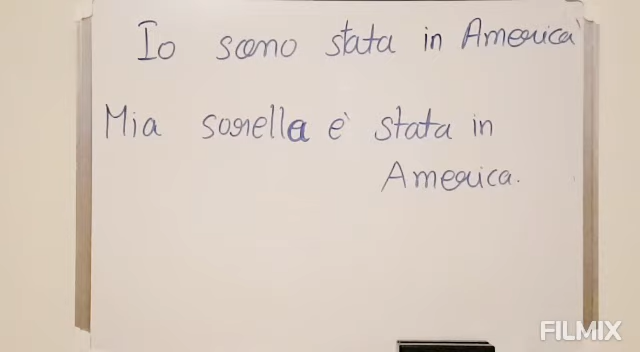 Io sono stata in America
Mia sorella è stata in
America.
FILMIX